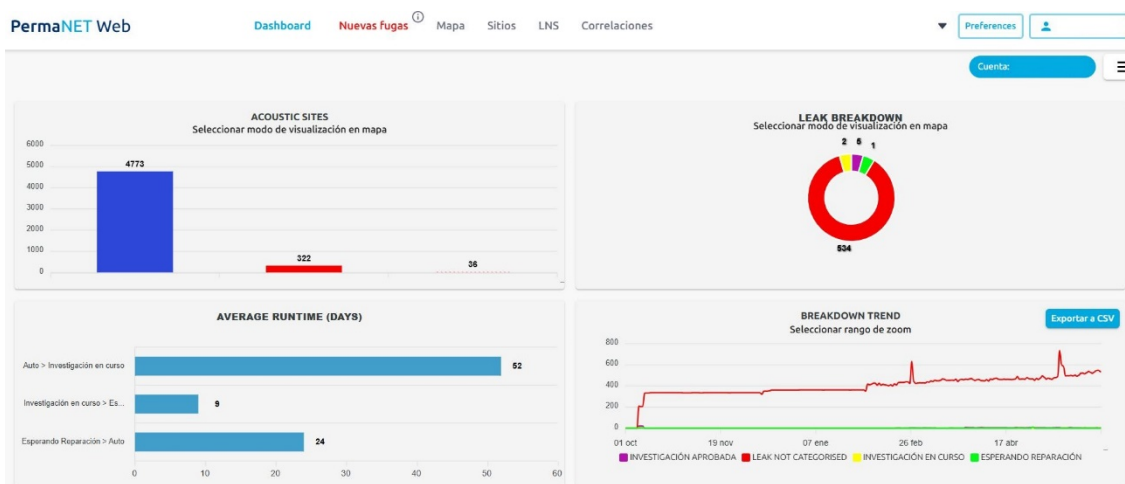 PermaNET Web
Dashboard
Nuevas fugas
Mapa
Sitios
LNS
Correlaciones
Preferences
Cuenta:
ACOUSTIC SITES
Seleccionar modo de visualización en mapa
6000
5000
4000
3000
2000
1000
0
4773
322
36
LEAK BREAKDOWN
Seleccionar modo de visualización en mapa
2 6 1
534
AVERAGE RUNTIME (DAYS)
Auto > Investigación en curso
52
Investigación en curso > Es...
9
Esperando Reparación > Auto
24
0 10 20 30 40 50 60
BREAKDOWN TREND
Seleccionar rango de zoom
Exportar a CSV
800
600
400
200
0
01 oct 19 nov 07 ene 26 feb 17 abr
INVESTIGACIÓN APROBADA LEAK NOT CATEGORISED INVESTIGACIÓN EN CURSO ESPERANDO REPARACIÓN